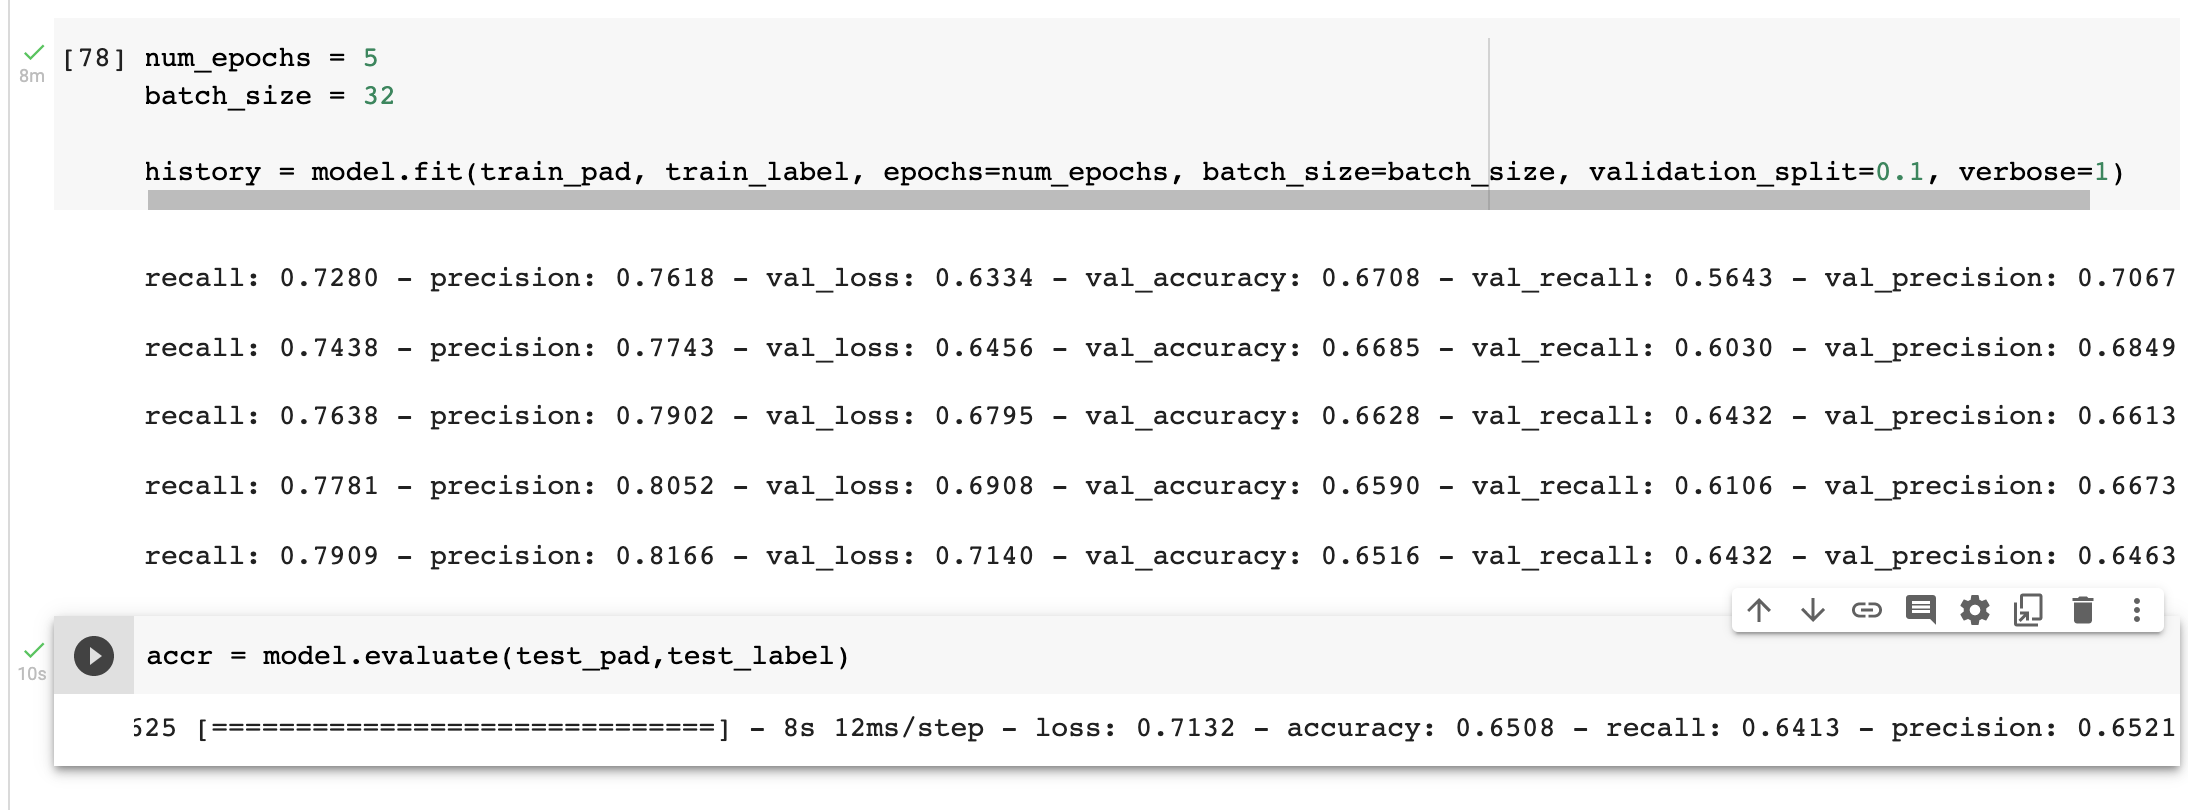 [78] num_epochs = 5
8m
batch_size = 32
history = model.fit(train_pad, train_label, epochs=num_epochs, batch_size=batch_size, validation_split=0.1, verbose=1)
recall: 0.7280 - precision: 0.7618 - val_loss: 0.6334 - val_accuracy: 0.6708 - val_recall: 0.5643 - val_precision: 0.7067
recall: 0.7438 - precision: 0.7743 - val_loss: 0.6456 - val_accuracy: 0.6685 - val_recall: 0.6030 - val_precision: 0.6849
recall: 0.7638 - precision: 0.7902 - val_loss: 0.6795 - val_accuracy: 0.6628 - val_recall: 0.6432 - val_precision: 0.6613
recall: 0.7781 - precision: 0.8052 - val_loss: 0.6908 - val_accuracy: 0.6590 - val_recall: 0.6106 - val_precision: 0.6673
recall: 0.7909 - precision: 0.8166 - val_loss: 0.7140 - val_accuracy: 0.6516 - val_recall: 0.6432 - val_precision: 0.6463
accr = model.evaluate(test_pad,test_label)
10s
625 [==============================] - 8s 12ms/step - loss: 0.7132 - accuracy: 0.6508 - recall: 0.6413 - precision: 0.6521